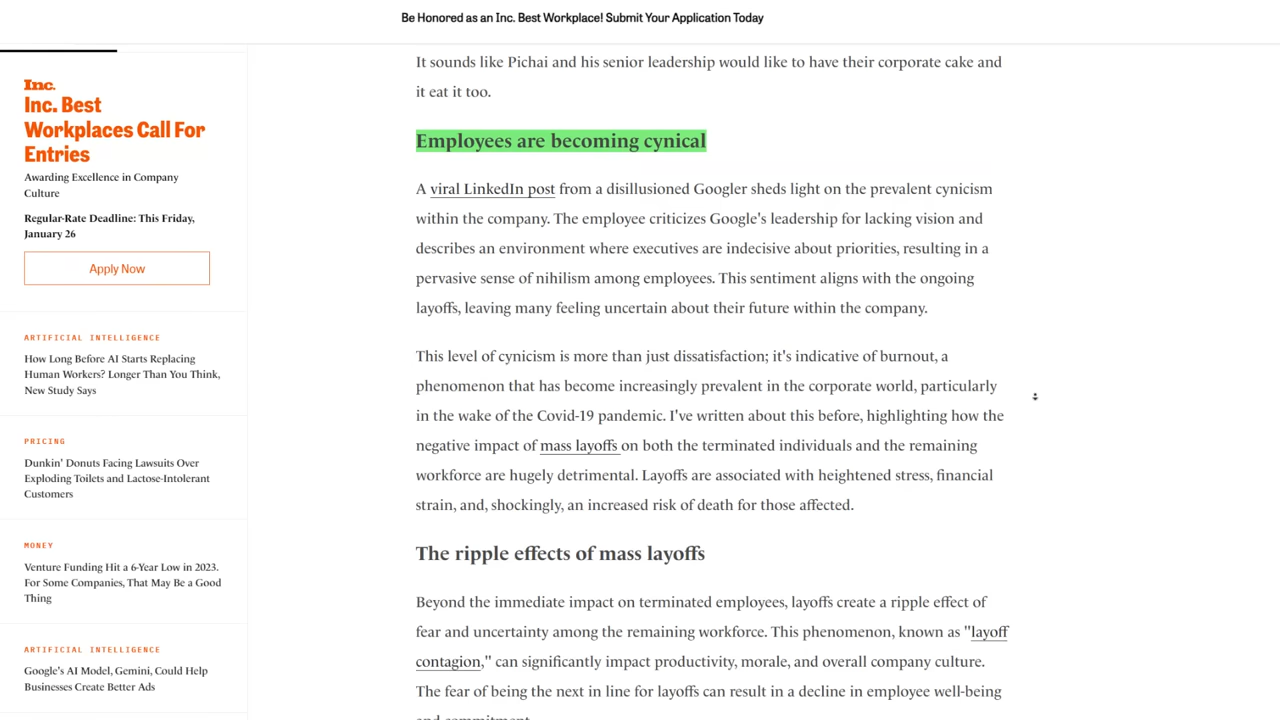 Be Honored as an Inc. Best Workplace! Submit Your Application Today
Inc.
Inc. Best
Workplaces Call For
Entries
Awarding Excellence in Company
Culture
Regular-Rate Deadline: This Friday,
January 26
Apply Now
ARTIFICIAL INTELLIGENCE
How Long Before AI Starts Replacing
Human Workers? Longer Than You Think,
New Study Says
PRICING
Dunkin' Donuts Facing Lawsuits Over
Exploding Toilets and Lactose-Intolerant
Customers
MONEY
Venture Funding Hit a 6-Year Low in 2023.
For Some Companies, That May Be a Good
Thing
ARTIFICIAL INTELLIGENCE
Google's AI Model, Gemini, Could Help
Businesses Create Better Ads
It sounds like Pichai and his senior leadership would like to have their corporate cake and
it eat it too.
Employees are becoming cynical
A viral LinkedIn post from a disillusioned Googler sheds light on the prevalent cynicism
within the company. The employee criticizes Google's leadership for lacking vision and
describes an environment where executives are indecisive about priorities, resulting in a
pervasive sense of nihilism among employees. This sentiment aligns with the ongoing
layoffs, leaving many feeling uncertain about their future within the company.
This level of cynicism is more than just dissatisfaction; it's indicative of burnout, a
phenomenon that has become increasingly prevalent in the corporate world, particularly
in the wake of the Covid-19 pandemic. I've written about this before, highlighting how the
negative impact of mass layoffs on both the terminated individuals and the remaining
workforce are hugely detrimental. Layoffs are associated with heightened stress, financial
strain, and, shockingly, an increased risk of death for those affected.
The ripple effects of mass layoffs
Beyond the immediate impact on terminated employees, layoffs create a ripple effect of
fear and uncertainty among the remaining workforce. This phenomenon, known as "layoff
contagion," can significantly impact productivity, morale, and overall company culture.
The fear of being the next in line for layoffs can result in a decline in employee well-being
and commitment.